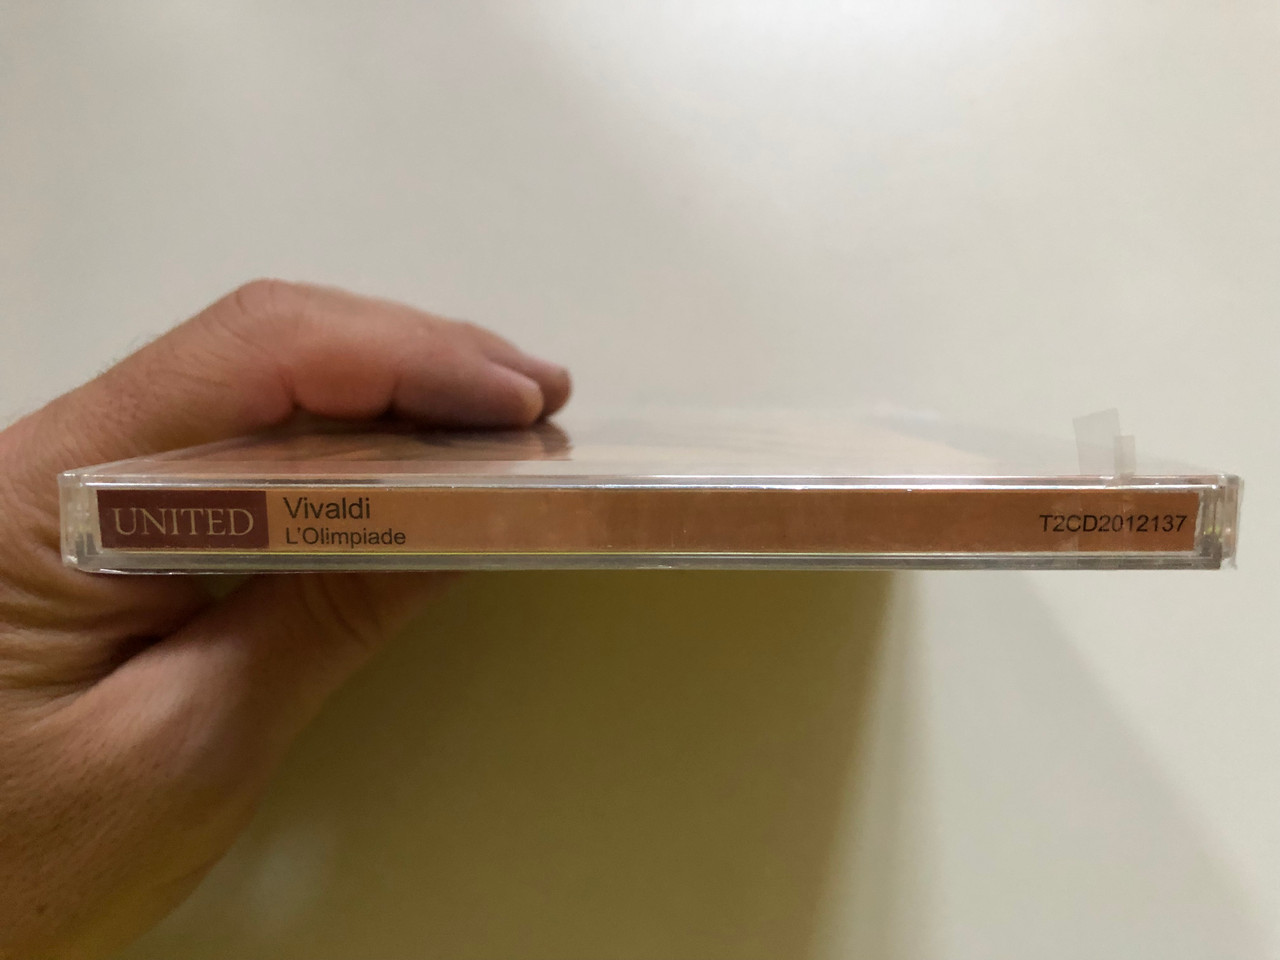 UNITED
Vivaldi
L'Olimpiade
T2CD2012137